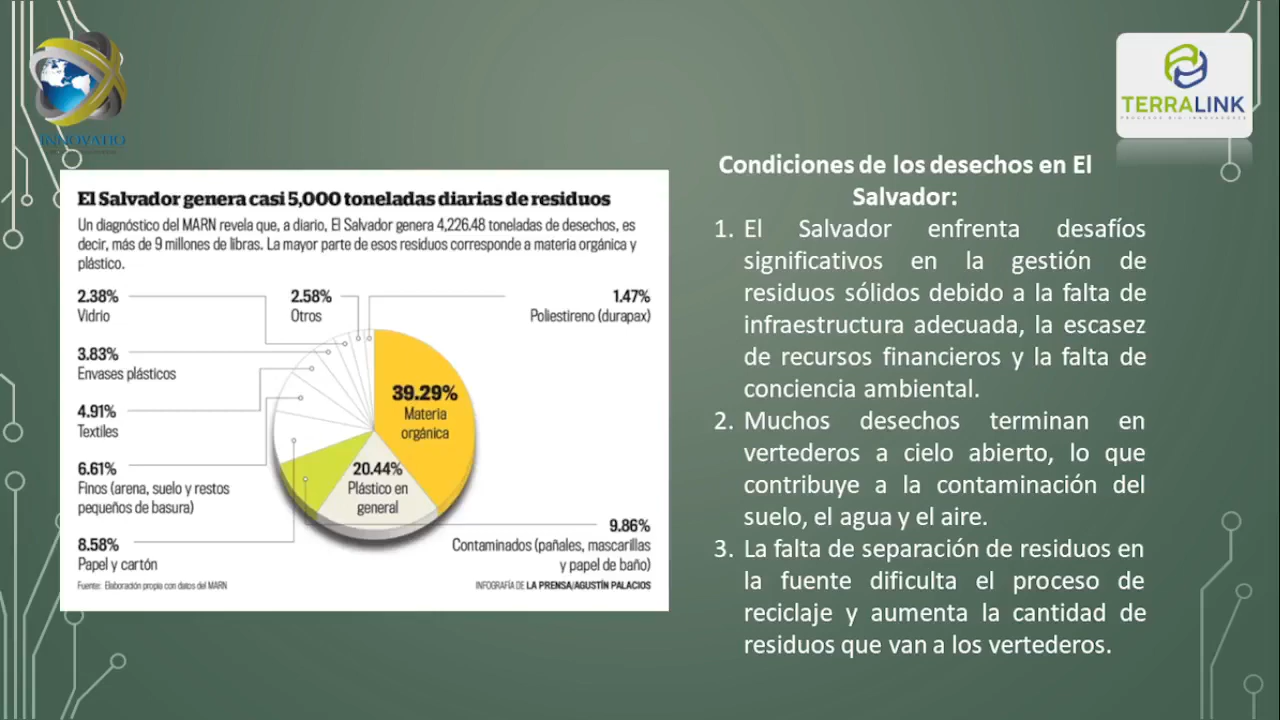 INNOVATIO
TERRALINK
El Salvador genera casi 5,000 toneladas diarias de residuos
Un diagnóstico del MARN revela que, a diario, El Salvador genera 4,226.48 toneladas de desechos, es
decir, más de 9 millones de libras. La mayor parte de esos residuos corresponde a materia orgánica y
plástico.
2.38%
Vidrio
2.58%
Otros
1.47%
Poliestireno (durapax)
3.83%
Envases plásticos
4.91%
Textiles
6.61%
Finos (arena, suelo y restos
pequeños de basura)
8.58%
Papel y cartón
39.29%
Materia
orgánica
20.44%
Plástico en
general
9.86%
Contaminados (pañales, mascarillas
y papel de baño)
Fuente: Elaboración propia con datos del MARN
INFOGRAFÍA DE LA PRENSA/AGUSTÍN PALACIOS
Condiciones de los desechos en El
Salvador:
1. El Salvador enfrenta desafíos
significativos en la gestión de
residuos sólidos debido a la falta de
infraestructura adecuada, la escasez
de recursos financieros y la falta de
conciencia ambiental.
2. Muchos desechos terminan en
vertederos a cielo abierto, lo que
contribuye a la contaminación del
suelo, el agua y el aire.
3. La falta de separación de residuos en
la fuente dificulta el proceso de
reciclaje y aumenta la cantidad de
residuos que van a los vertederos.